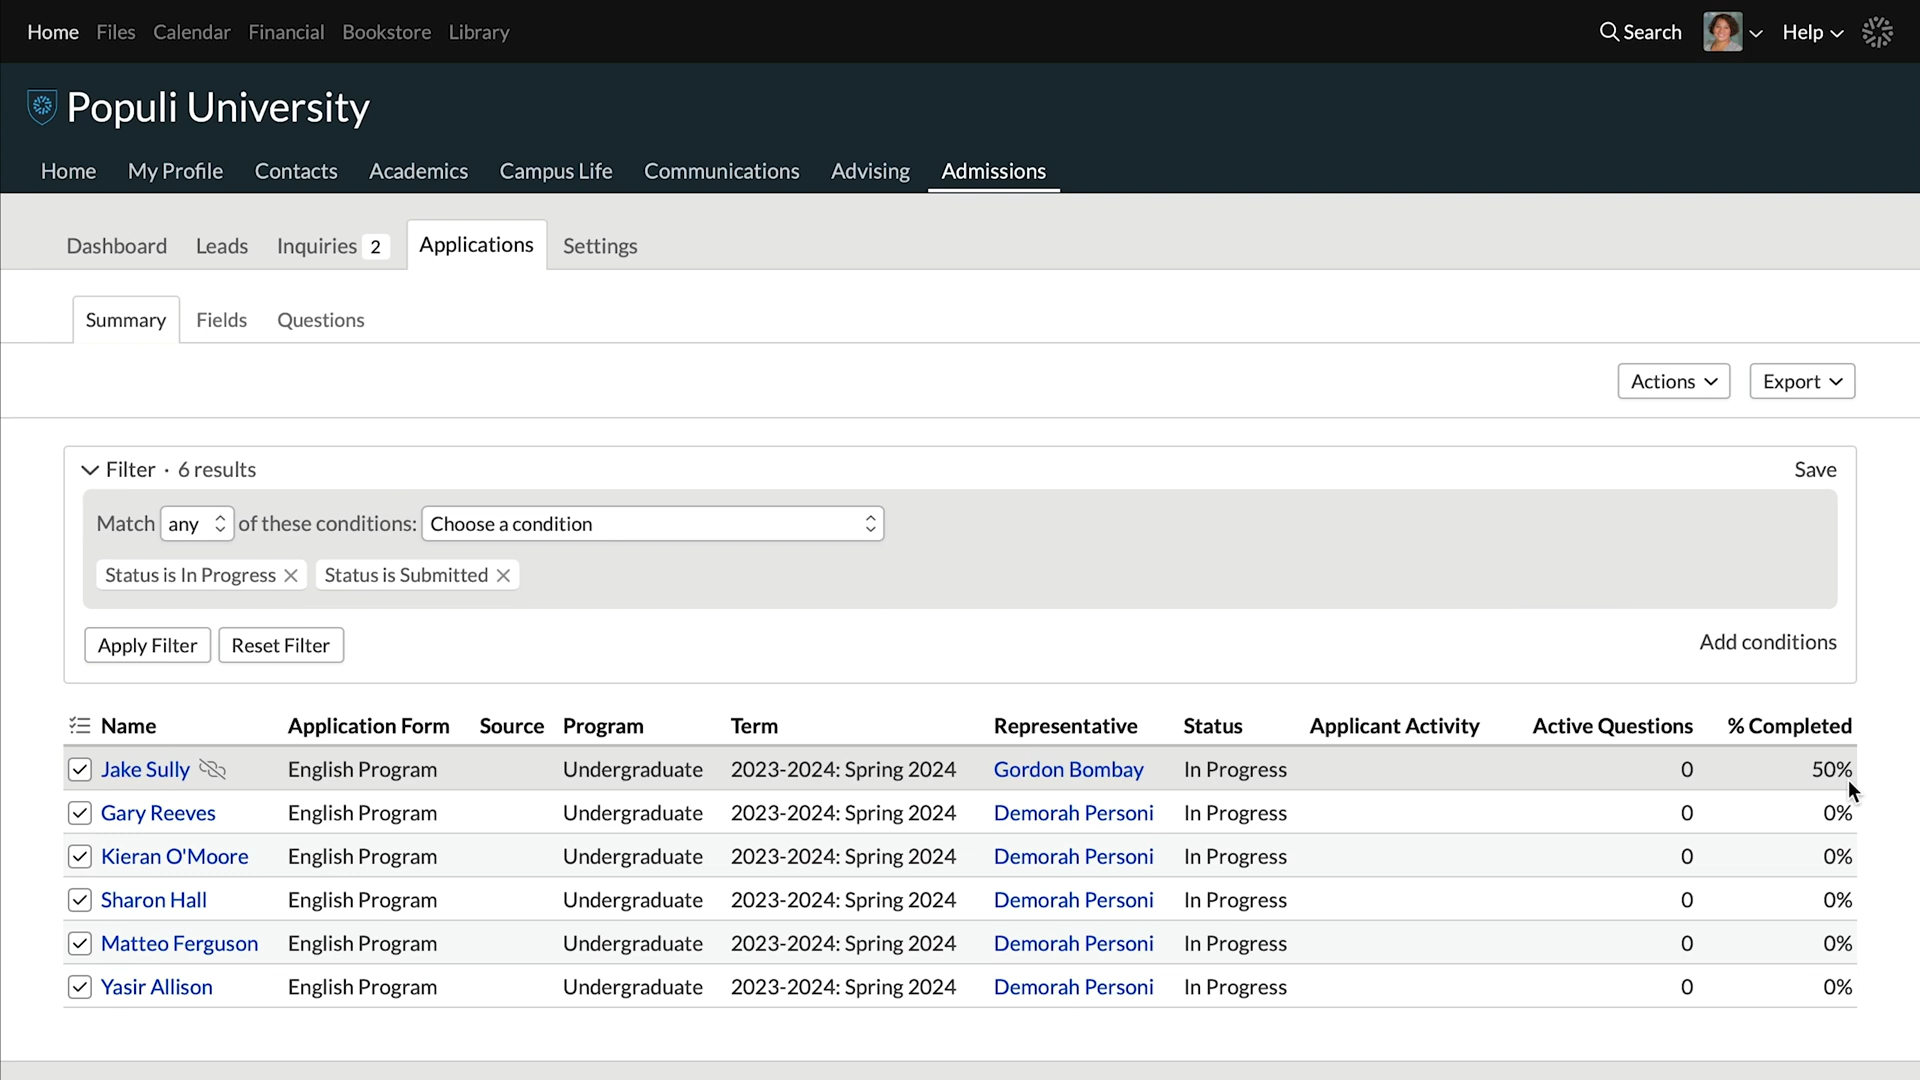 Home Files Calendar Financial Bookstore Library Search Help
Populi University
Home My Profile Contacts Academics Campus Life Communications Advising Admissions
Dashboard Leads Inquiries 2 Applications Settings
Summary Fields Questions
Actions Export
Filter · 6 results Save
Match any of these conditions: Choose a condition
Status is In Progress Status is Submitted
Apply Filter Reset Filter Add conditions
Name Application Form Source Program Term Representative Status Applicant Activity Active Questions % Completed
Jake Sully English Program Undergraduate 2023-2024: Spring 2024 Gordon Bombay In Progress 0 50%
Gary Reeves English Program Undergraduate 2023-2024: Spring 2024 Demorah Personi In Progress 0 0%
Kieran O'Moore English Program Undergraduate 2023-2024: Spring 2024 Demorah Personi In Progress 0 0%
Sharon Hall English Program Undergraduate 2023-2024: Spring 2024 Demorah Personi In Progress 0 0%
Matteo Ferguson English Program Undergraduate 2023-2024: Spring 2024 Demorah Personi In Progress 0 0%
Yasir Allison English Program Undergraduate 2023-2024: Spring 2024 Demorah Personi In Progress 0 0%